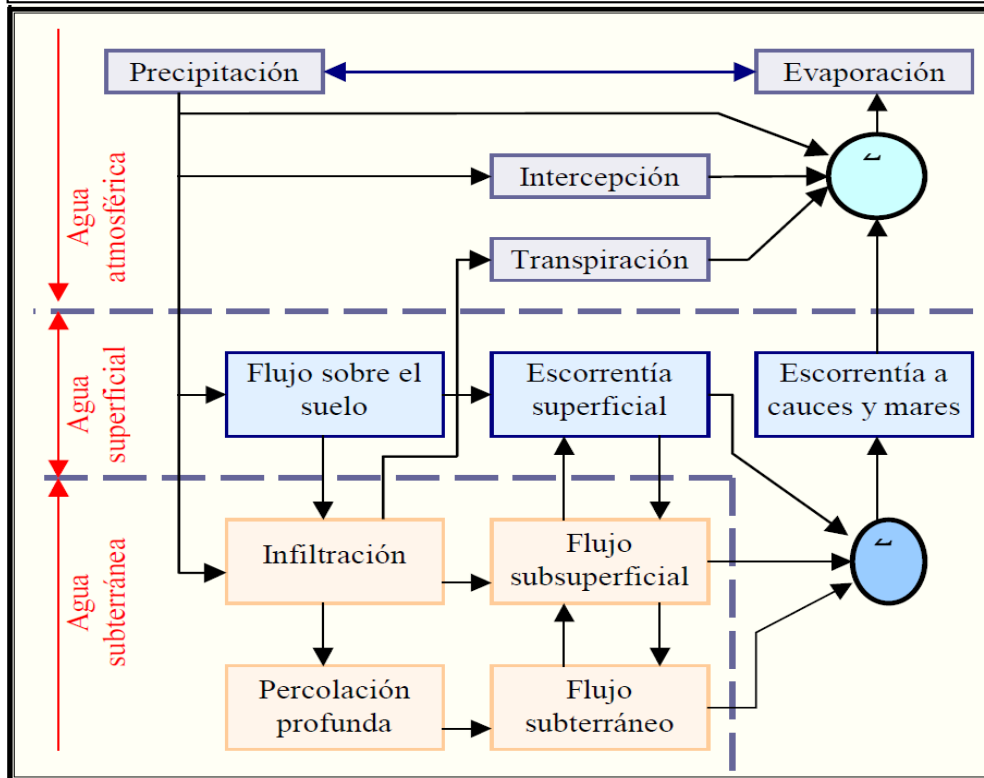 Precipitación
Evaporación
Intercepción
Transpiración
Agua
atmosférica
Flujo sobre el
suelo
Escorrentía
superficial
Escorrentía a
cauces y mares
Agua
superficial
Infiltración
Flujo
subsuperficial
Percolación
profunda
Flujo
subterráneo
Agua
subterránea